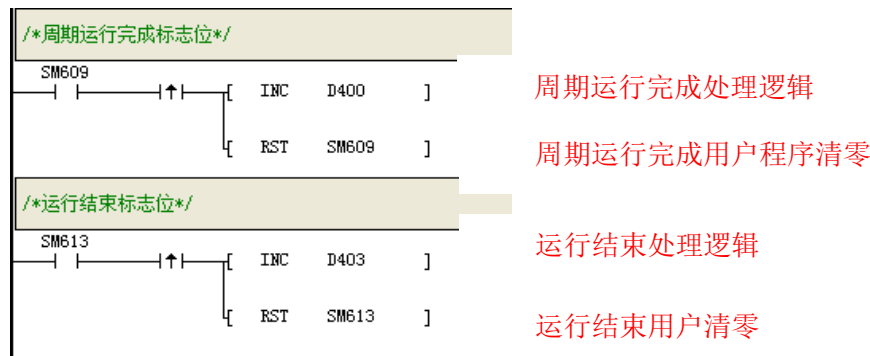 /*周期运行完成标志位*/
SM609
[ INC D400 ] 周期运行完成处理逻辑
[ RST SM609 ] 周期运行完成用户程序清零
/*运行结束标志位*/
SM613
[ INC D403 ] 运行结束处理逻辑
[ RST SM613 ] 运行结束用户清零